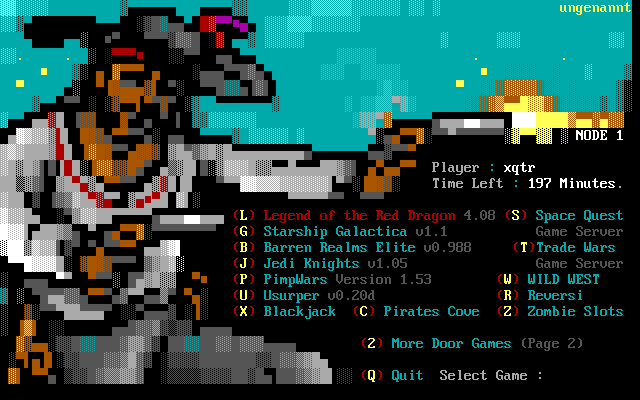 ungenannt
NODE 1
Player : xqtr
Time Left : 197 Minutes.
(L) Legend of the Red Dragon 4.08 (S) Space Quest
(G) Starship Galactica v1.1 Game Server
(B) Barren Realms Elite v0.988 (T)Trade Wars
(J) Jedi Knights v1.05 Game Server
(P) PimpWars Version 1.53 (W) WILD WEST
(U) Usurper v0.20d (R) Reversi
(X) Blackjack (C) Pirates Cove (Z) Zombie Slots
(2) More Door Games (Page 2)
(Q) Quit Select Game :